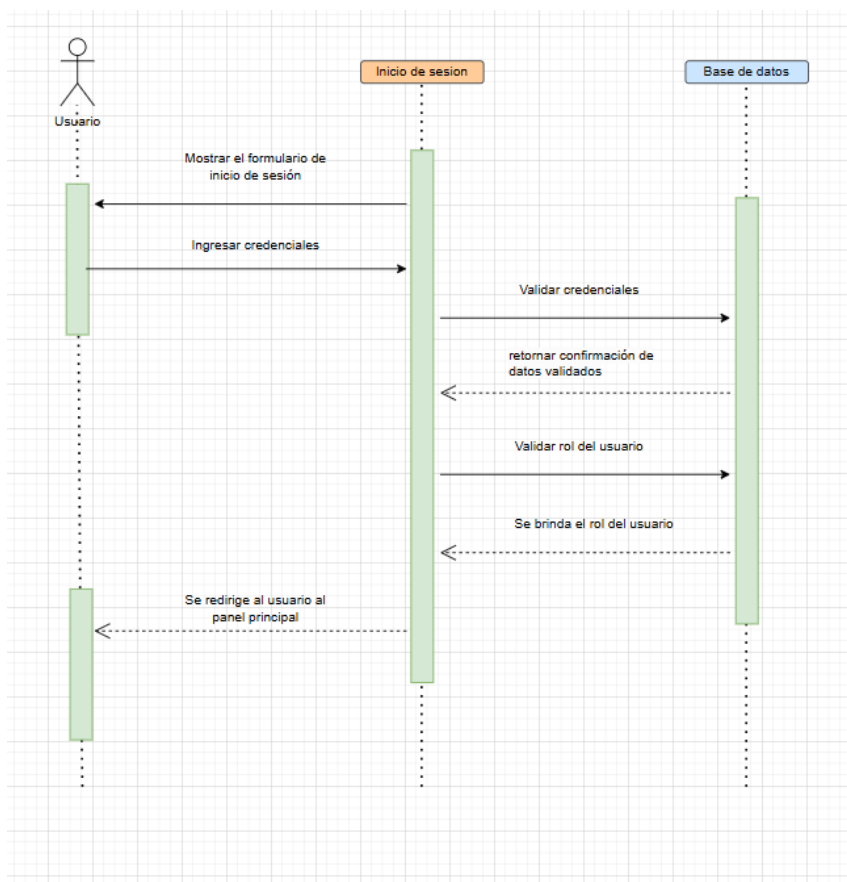 Inicio de sesion
Base de datos
Usuario
Mostrar el formulario de
inicio de sesión
Ingresar credenciales
Validar credenciales
retornar confirmación de
datos validados
Validar rol del usuario
Se brinda el rol del usuario
Se redirige al usuario al
panel principal